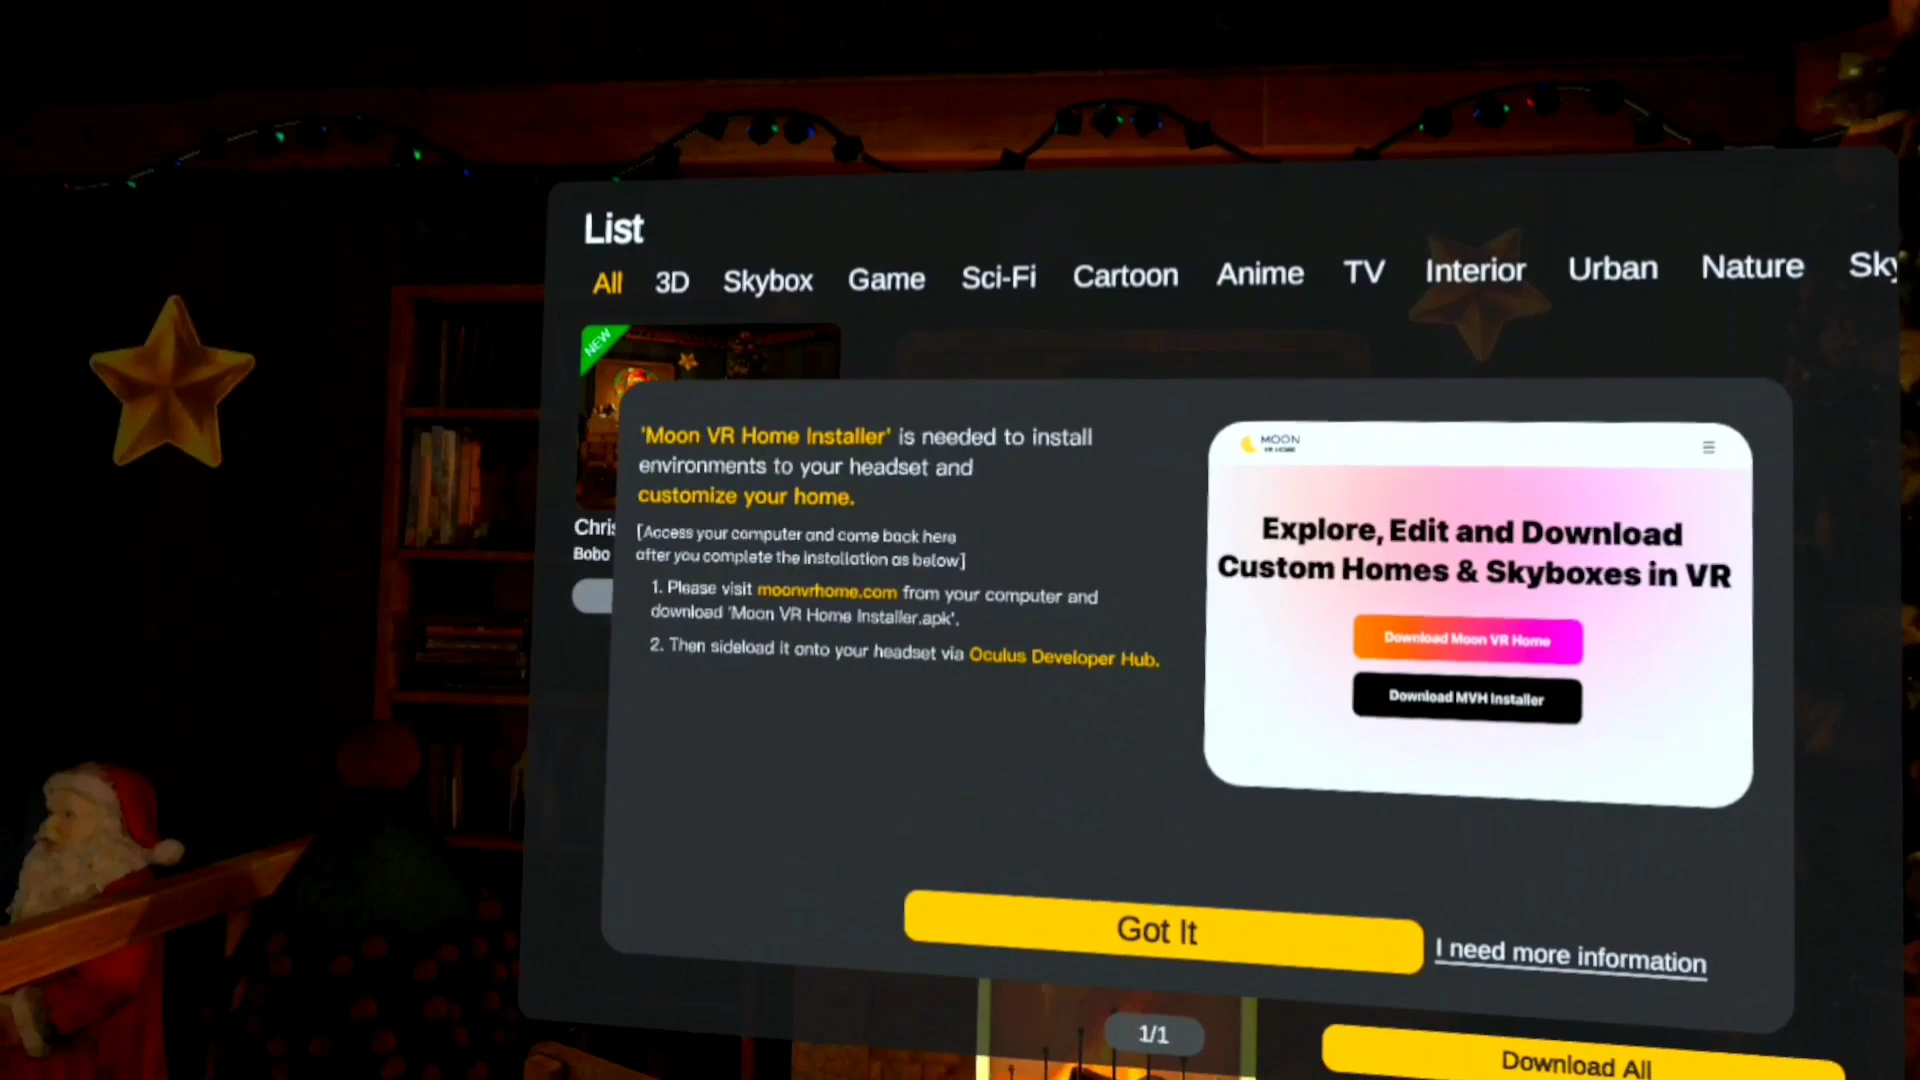 List
All 3D Skybox Game Sci-Fi Cartoon Anime TV Interior Urban Nature Sky
NEW
Chris
Bobo
'Moon VR Home Installer' is needed to install
environments to your headset and
customize your home.
[Access your computer and come back here
after you complete the installation as below]
1. Please visit moonvrhome.com from your computer and
download 'Moon VR Home Installer.apk'.
2. Then sideload it onto your headset via Oculus Developer Hub.
MOON
VR HOME
Explore, Edit and Download
Custom Homes & Skyboxes in VR
Download Moon VR Home
Download MVH Installer
Got It
I need more information
1/1
Download All